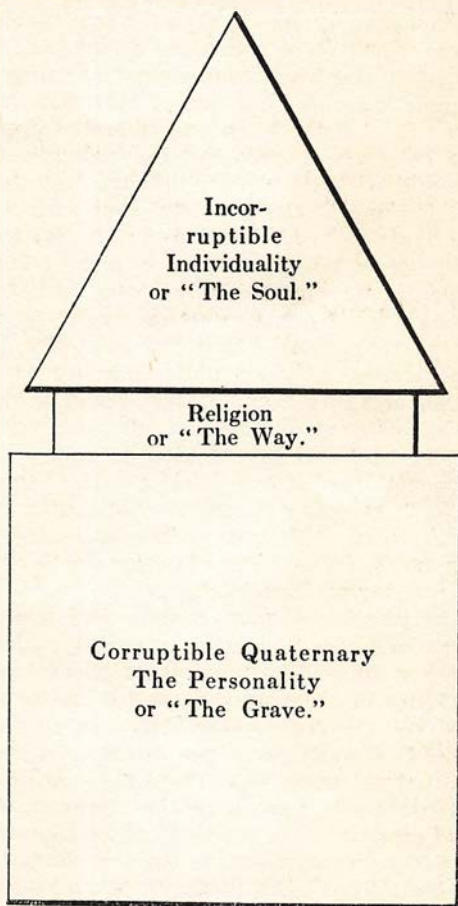 Incor-
ruptible
Individuality
or "The Soul."
Religion
or "The Way."
Corruptible Quaternary
The Personality
or "The Grave."